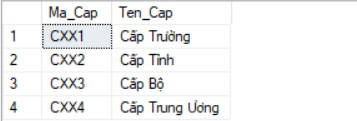 Ma_Cap Ten_Cap
1 CXX1 Cấp Trường
2 CXX2 Cấp Tỉnh
3 CXX3 Cấp Bộ
4 CXX4 Cấp Trung Ương